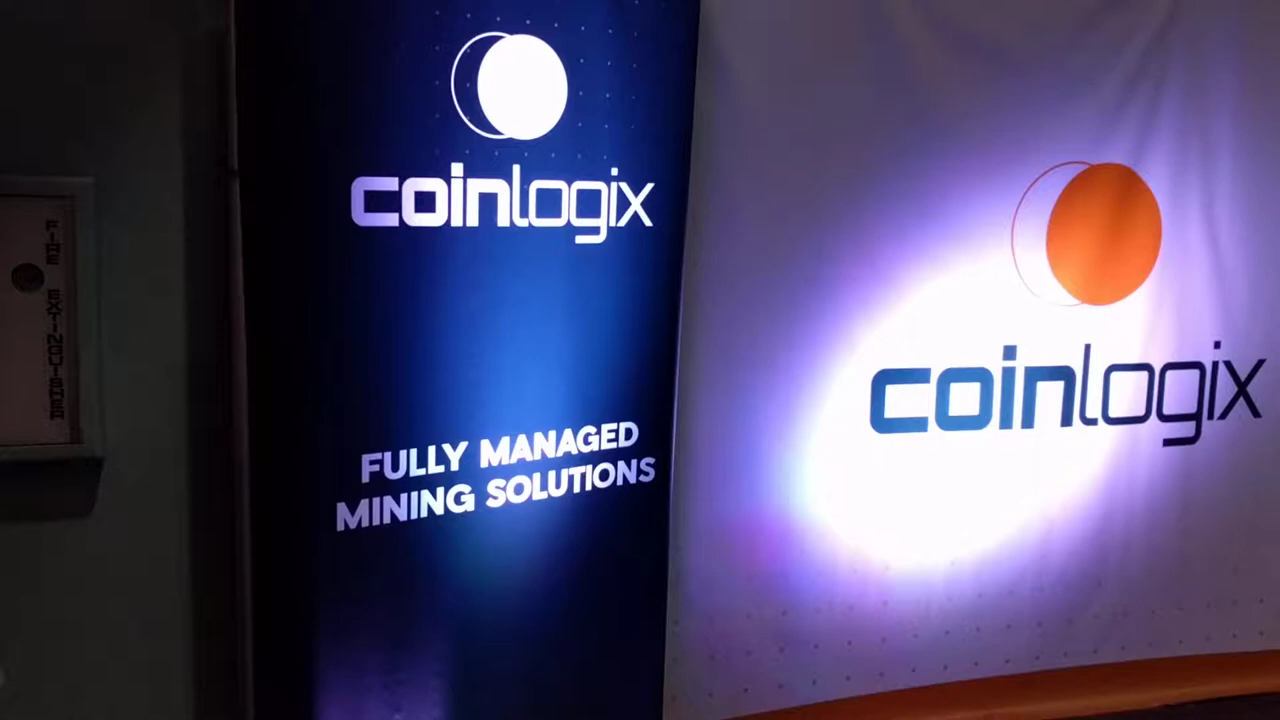 FIRE EXTINGUISHER
coinlogix
FULLY MANAGED
MINING SOLUTIONS
coinlogix